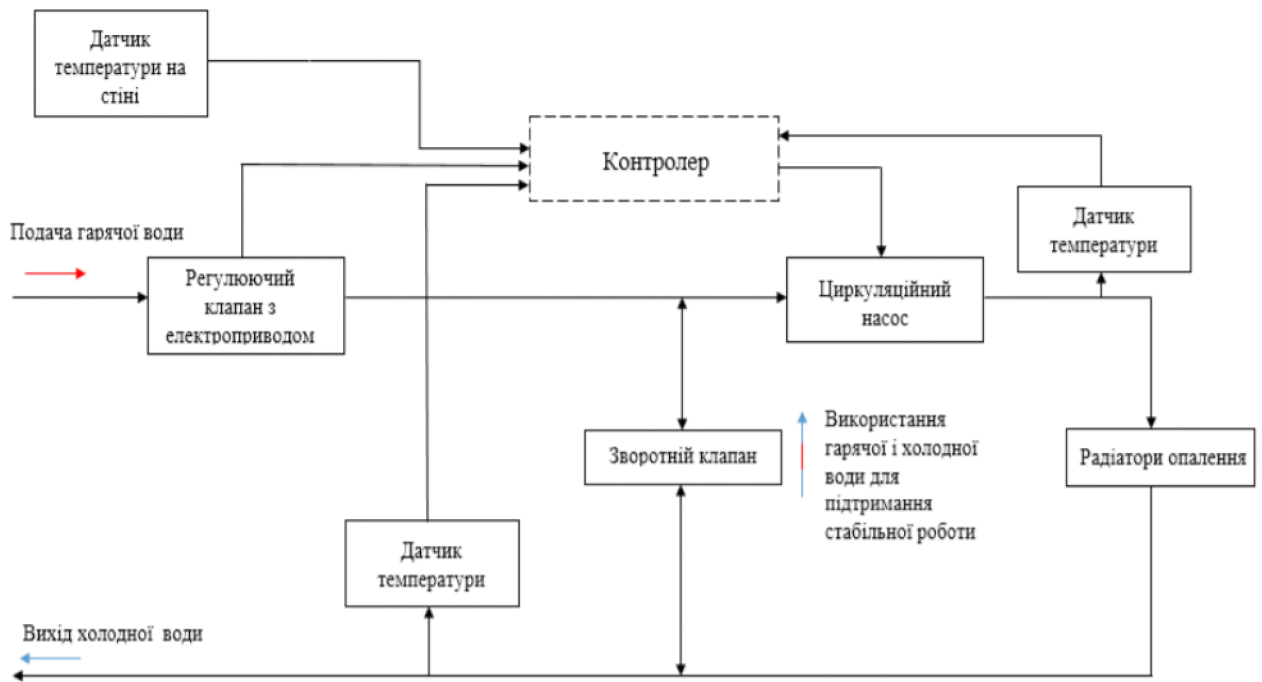 Датчик
температури на
стіні
Контролер
Датчик
температури
Подача гарячої води
Регулюючий
клапан з
електроприводом
Циркуляційний
насос
Використання
гарячої і холодної
води для
підтримання
стабільної роботи
Зворотній клапан
Радіатори опалення
Датчик
температури
Вихід холодної води